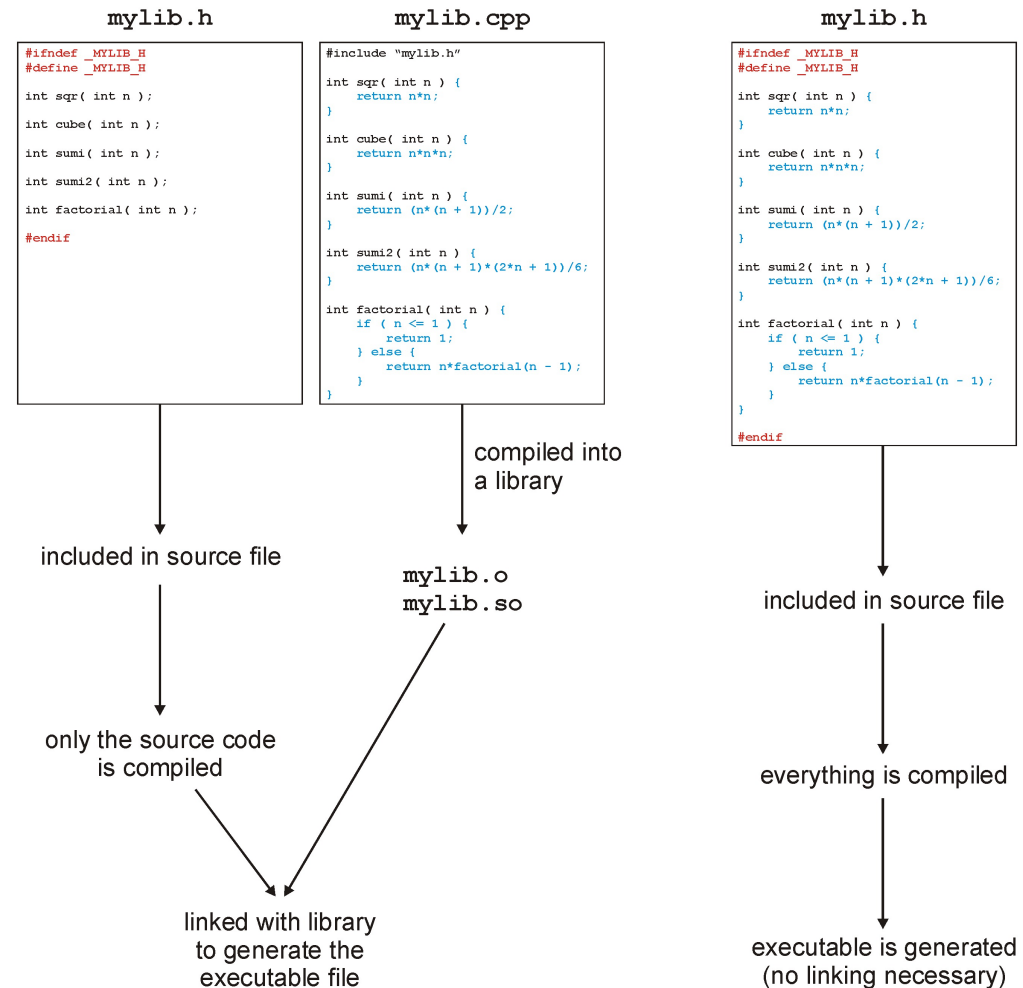 mylib.h
#ifndef _MYLIB_H
#define _MYLIB_H
int sqr( int n );
int cube( int n );
int sumi( int n );
int sumi2( int n );
int factorial( int n );
#endif
included in source file
only the source code
is compiled
mylib.cpp
#include “mylib.h”
int sqr( int n ) {
    return n*n;
}
int cube( int n ) {
    return n*n*n;
}
int sumi( int n ) {
    return (n*(n + 1))/2;
}
int sumi2( int n ) {
    return (n*(n + 1)*(2*n + 1))/6;
}
int factorial( int n ) {
    if ( n <= 1 ) {
        return 1;
    } else {
        return n*factorial(n - 1);
    }
}
compiled into
a library
mylib.o
mylib.so
linked with library
to generate the
executable file
mylib.h
#ifndef _MYLIB_H
#define _MYLIB_H
int sqr( int n ) {
    return n*n;
}
int cube( int n ) {
    return n*n*n;
}
int sumi( int n ) {
    return (n*(n + 1))/2;
}
int sumi2( int n ) {
    return (n*(n + 1)*(2*n + 1))/6;
}
int factorial( int n ) {
    if ( n <= 1 ) {
        return 1;
    } else {
        return n*factorial(n - 1);
    }
}
#endif
included in source file
everything is compiled
executable is generated
(no linking necessary)